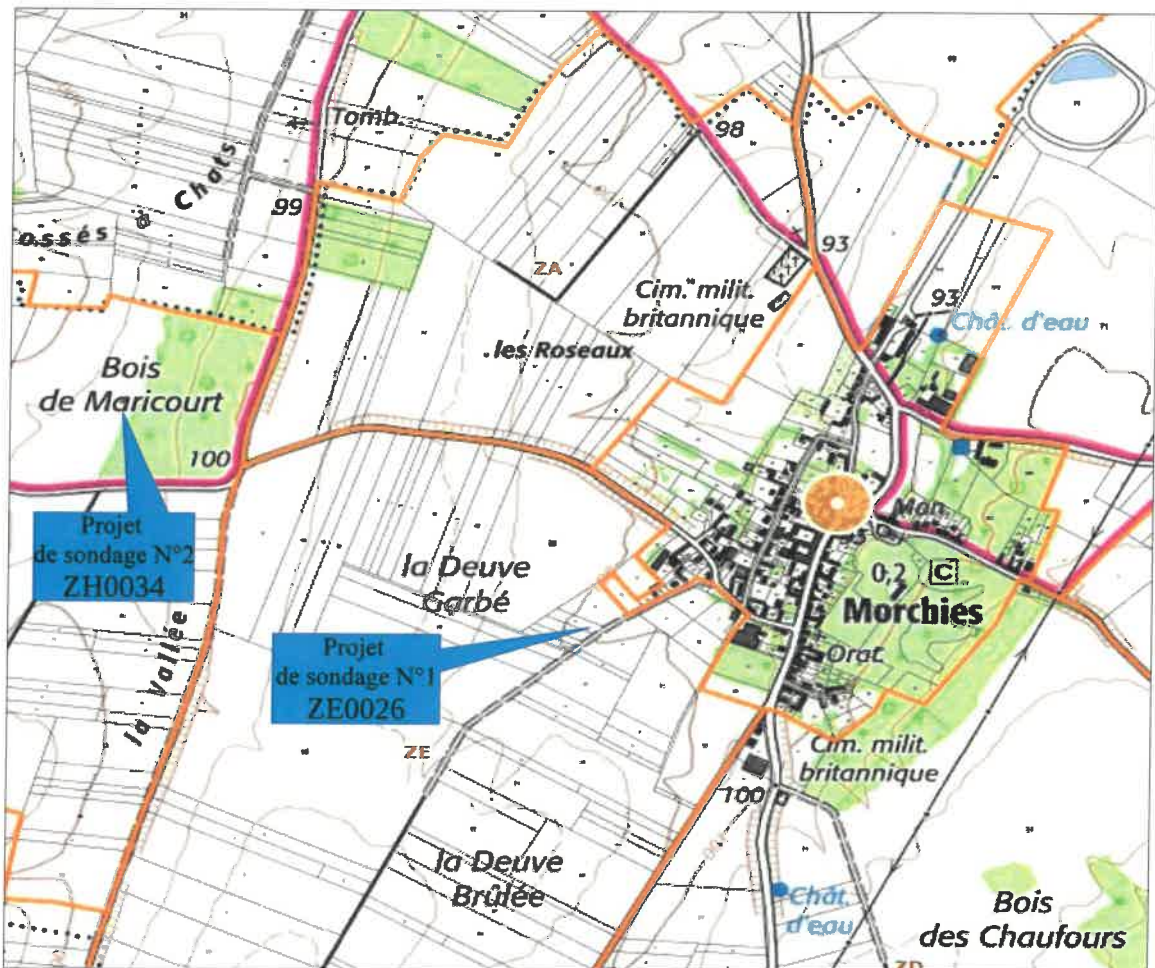 Tomb.
98
Chats
99
ossés
&
ZA
93
Cim. milit.
britannique
93
Chât. d'eau
les Roseaux
Bois
de Maricourt
100
Projet
de sondage N°2
ZH0034
la Deuve
Garbé
Mon.
0,2
C
Morchies
Projet
de sondage N°1
ZE0026
la Vallée
Orat.
ZE
Cim. milit.
britannique
100
la Deuve
Brûlée
Chât.
d'eau
Bois
des Chaufours
ZD